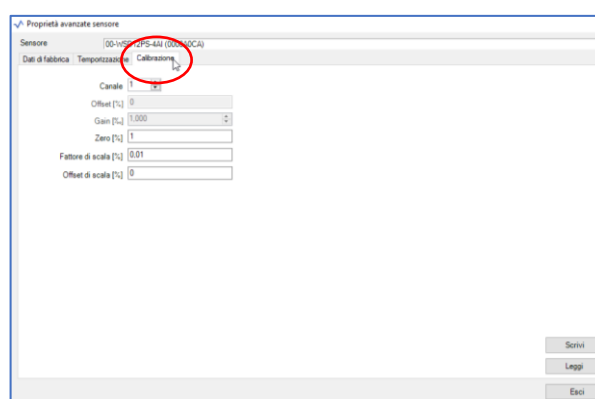 Proprietà avanzate sensore
Sensore
Dati di fabbrica Temporizzazione Calibrazione
Canale 1
Offset [%] 0
Gain [‰] 1,000
Zero [%] 1
Fattore di scala [%] 0,01
Offset di scala [%] 0
Scrivi
Leggi
Esci